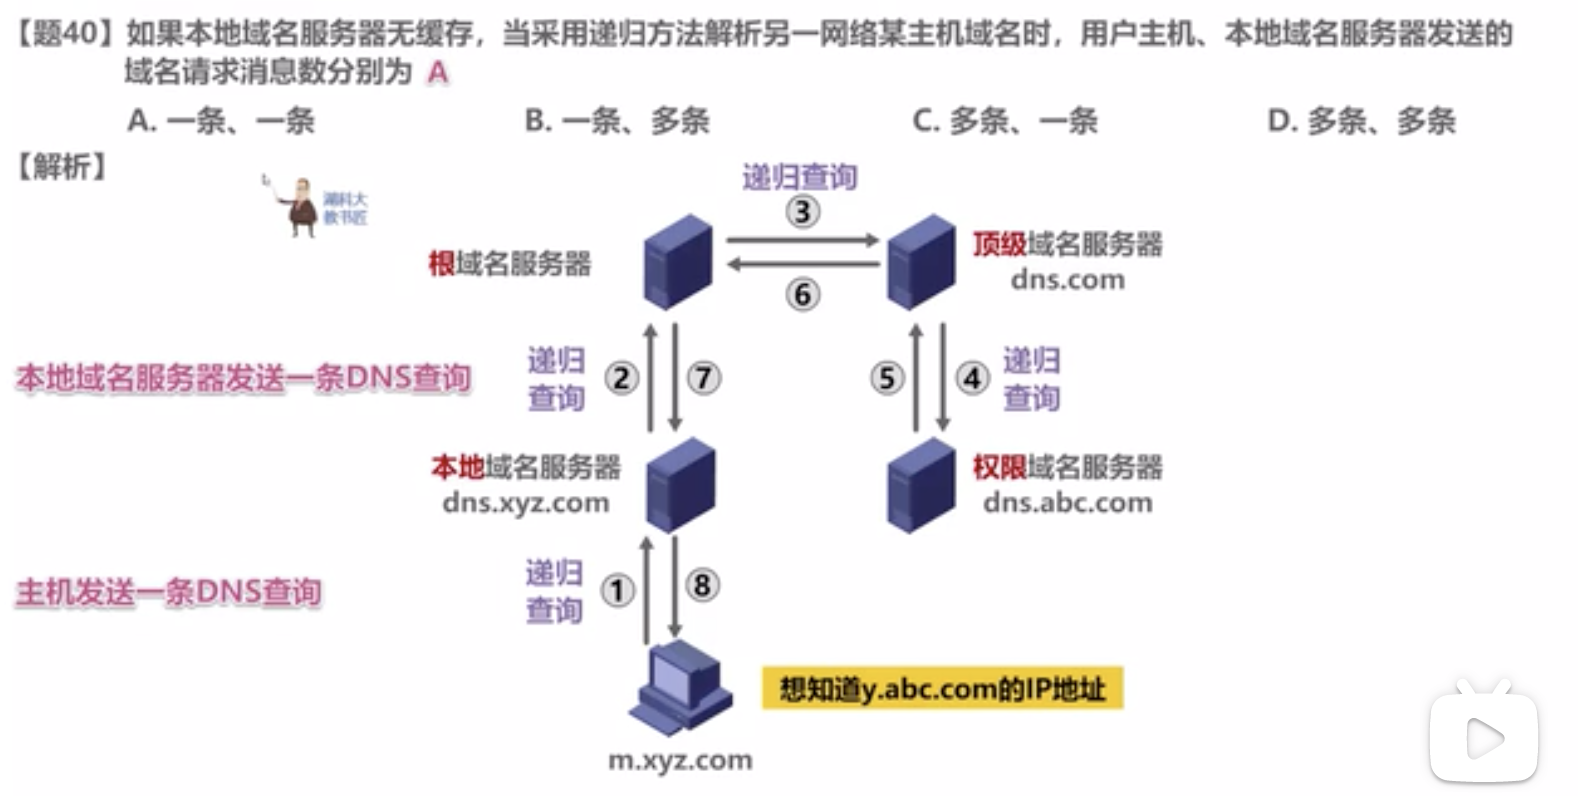 【题40】如果本地域名服务器无缓存，当采用递归方法解析另一网络某主机域名时，用户主机、本地域名服务器发送的
域名请求消息数分别为 A
A. 一条、一条 B. 一条、多条 C. 多条、一条 D. 多条、多条
【解析】
湖科大
教书匠
递归查询
③
根域名服务器
顶级域名服务器
dns.com
⑥
本地域名服务器发送一条DNS查询
递归
查询
②
⑦
⑤
④
递归
查询
本地域名服务器
dns.xyz.com
权限域名服务器
dns.abc.com
主机发送一条DNS查询
递归
查询
①
⑧
想知道y.abc.com的IP地址
m.xyz.com